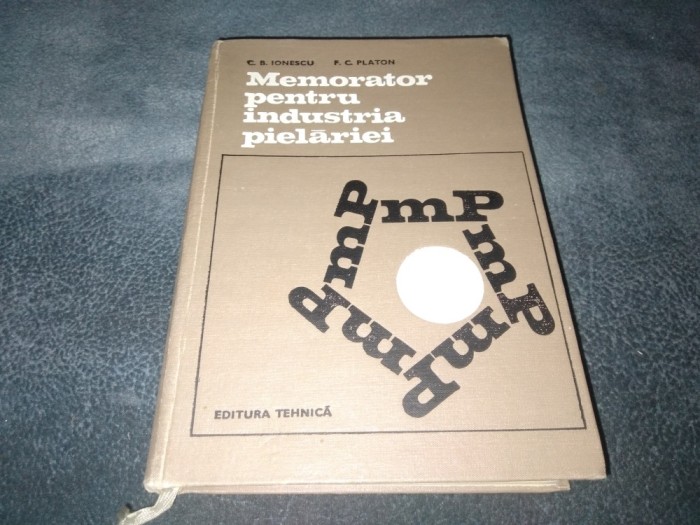 C. B. IONESCU F. C. PLATON
Memorator
pentru
industria
pielăriei
mP
mP
mP
mP
mP
EDITURA TEHNICĂ